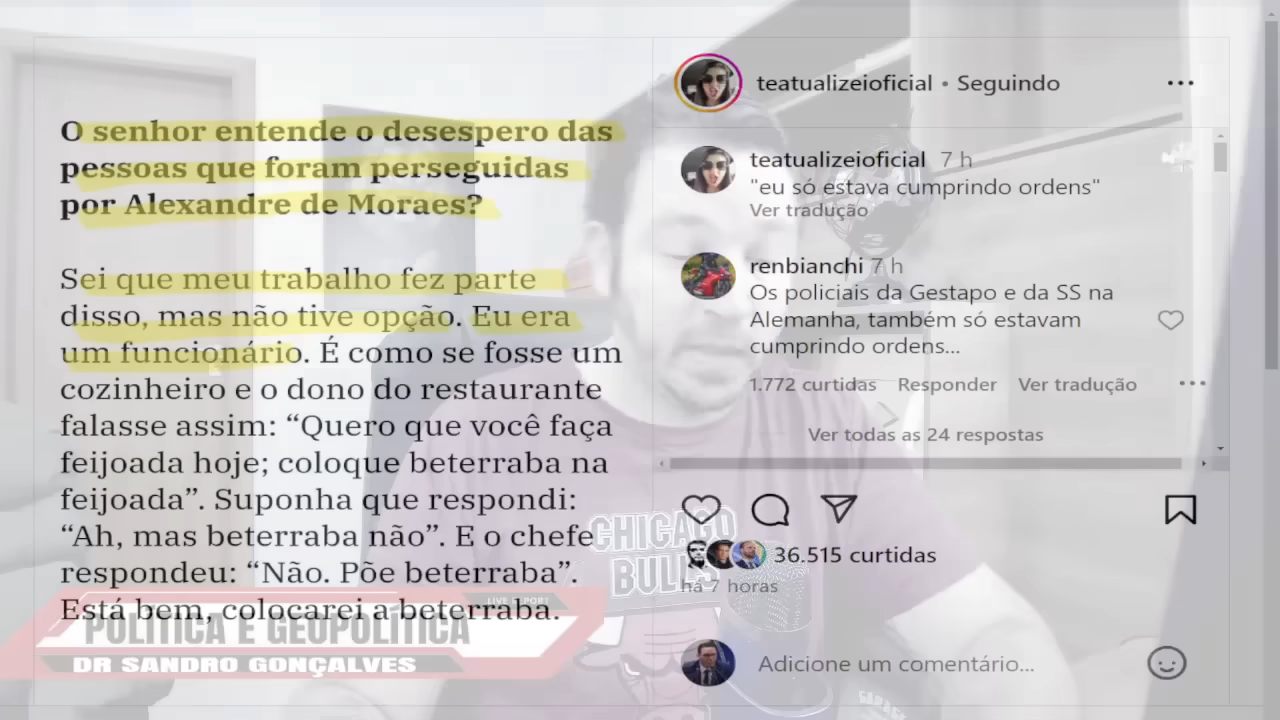 O senhor entende o desespero das
pessoas que foram perseguidas
por Alexandre de Moraes?
Sei que meu trabalho fez parte
disso, mas não tive opção. Eu era
um funcionário. É como se fosse um
cozinheiro e o dono do restaurante
falasse assim: “Quero que você faça
feijoada hoje; coloque beterraba na
feijoada”. Suponha que respondi:
“Ah, mas beterraba não”. E o chefe
respondeu: “Não. Põe beterraba”.
Está bem, colocarei a beterraba.
teatualizeioficial • Seguindo
teatualizeioficial 7 h
"eu só estava cumprindo ordens"
Ver tradução
renbianchi 7 h
Os policiais da Gestapo e da SS na
Alemanha, também só estavam
cumprindo ordens...
1.772 curtidas Responder Ver tradução
Ver todas as 24 respostas
36.515 curtidas
há 7 horas
Adicione um comentário...
CHICAGO
BULLS
LIVE REPORT
POLÍTICA E GEOPOLÍTICA
DR SANDRO GONÇALVES